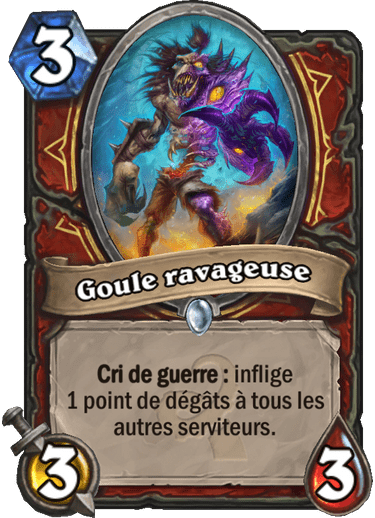 3
Goule ravageuse
Cri de guerre : inflige
1 point de dégâts à tous les
autres serviteurs.
3
3